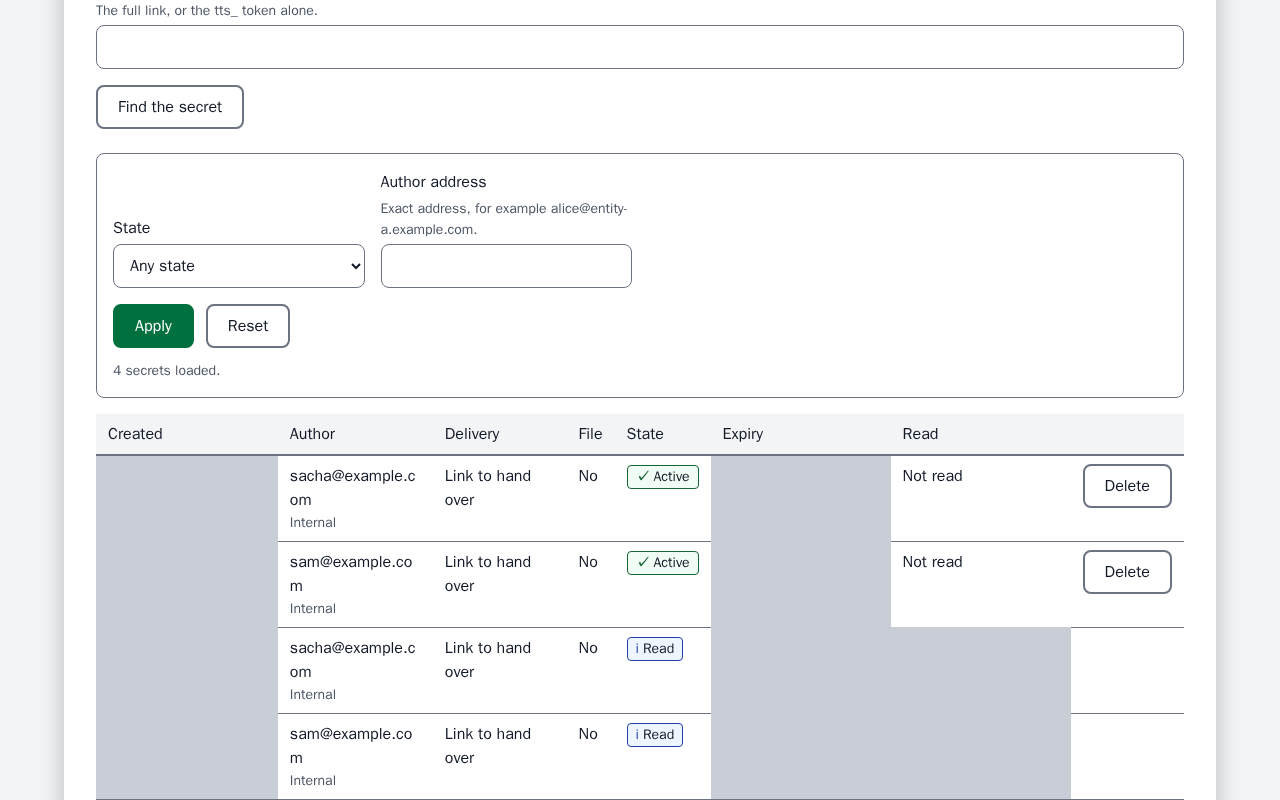 The full link, or the tts_ token alone.
Find the secret
Author address
Exact address, for example alice@entity-
a.example.com.
State
Any state
Apply Reset
4 secrets loaded.
Created Author Delivery File State Expiry Read
sacha@example.c Link to hand No ✓ Active Not read Delete
om over
Internal
sam@example.co Link to hand No ✓ Active Not read Delete
m over
Internal
sacha@example.c Link to hand No i Read
om over
Internal
sam@example.co Link to hand No i Read
m over
Internal